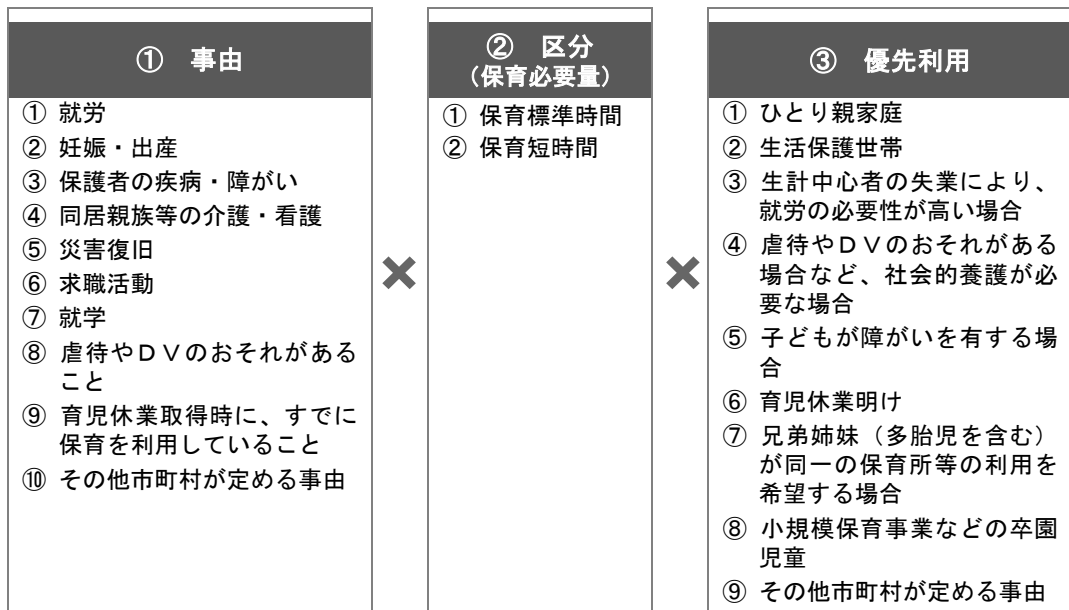 ① 事由
① 就労
② 妊娠・出産
③ 保護者の疾病・障がい
④ 同居親族等の介護・看護
⑤ 災害復旧
⑥ 求職活動
⑦ 就学
⑧ 虐待やＤＶのおそれがある
こと
⑨ 育児休業取得時に、すでに
保育を利用していること
⑩ その他市町村が定める事由
×
② 区分
（保育必要量）
① 保育標準時間
② 保育短時間
×
③ 優先利用
① ひとり親家庭
② 生活保護世帯
③ 生計中心者の失業により、
就労の必要性が高い場合
④ 虐待やＤＶのおそれがある
場合など、社会的養護が必
要な場合
⑤ 子どもが障がいを有する場
合
⑥ 育児休業明け
⑦ 兄弟姉妹（多胎児を含む）
が同一の保育所等の利用を
希望する場合
⑧ 小規模保育事業などの卒園
児童
⑨ その他市町村が定める事由